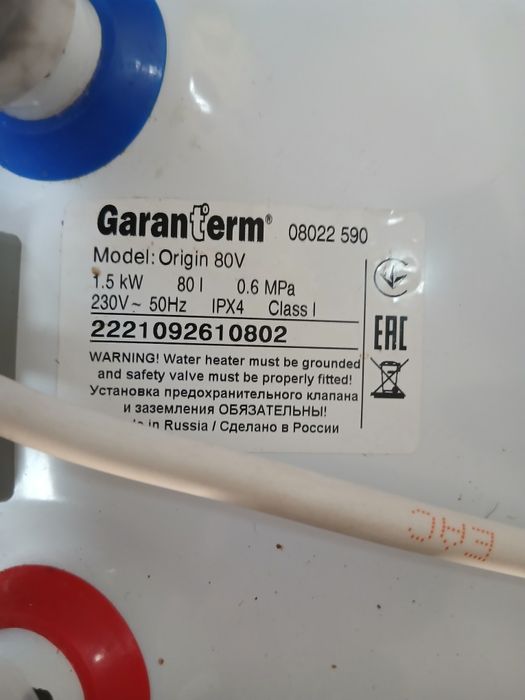 Garanterm® 08022 590
Model: Origin 80V
1.5 kW 80 l 0.6 MPa
230V~ 50Hz IPX4 Class I
2221092610802
WARNING! Water heater must be grounded
and safety valve must be properly fitted!
Установка предохранительного клапана
и заземления ОБЯЗАТЕЛЬНЫ!
in Russia / Сделано в России
EAC
EAC